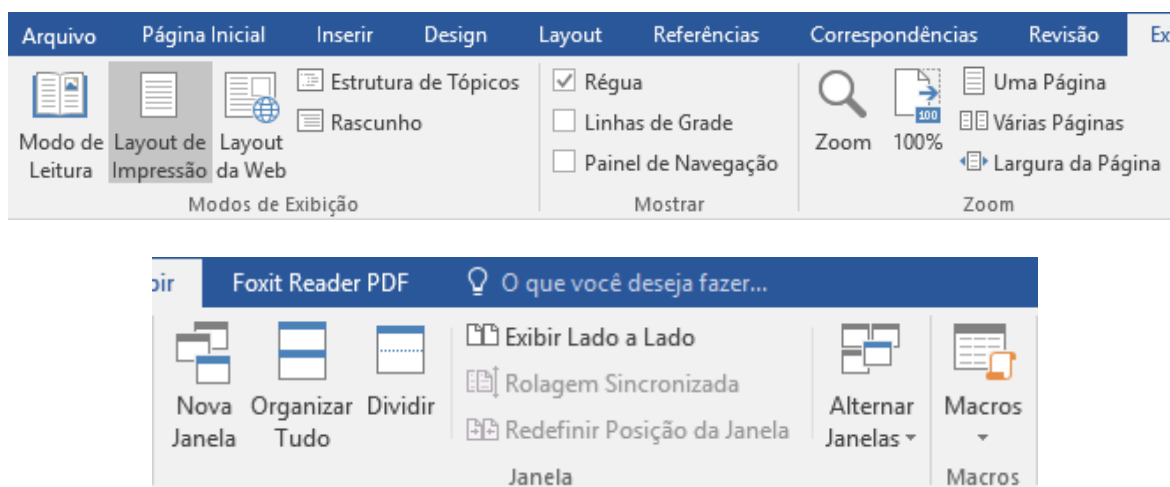 Arquivo Página Inicial Inserir Design Layout Referências Correspondências Revisão Ex
Modo de Leitura
Layout de Impressão
Layout da Web
Estrutura de Tópicos
Rascunho
Modos de Exibição
Régua
Linhas de Grade
Painel de Navegação
Mostrar
Zoom
100
100%
Uma Página
Várias Páginas
Largura da Página
Zoom
bir Foxit Reader PDF O que você deseja fazer...
Nova Janela
Organizar Tudo
Dividir
Exibir Lado a Lado
Rolagem Sincronizada
Redefinir Posição da Janela
Janela
Alternar Janelas
Macros
Macros